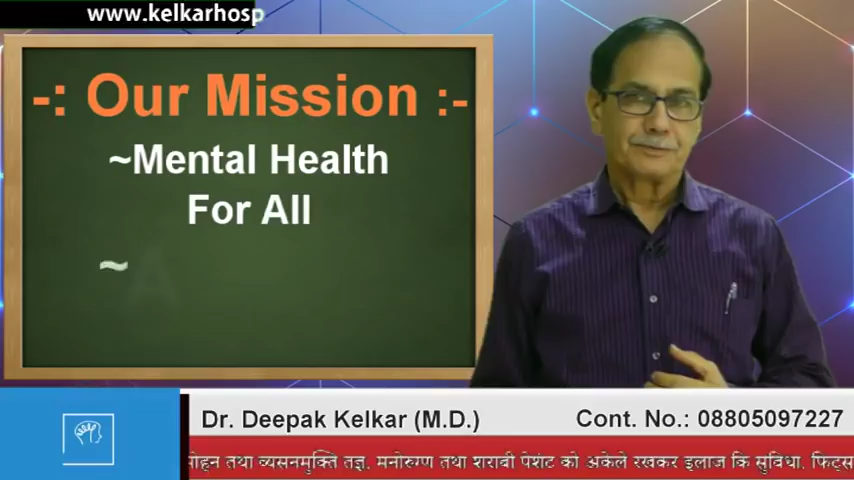 www.kelkarhosp
-: Our Mission :-
~Mental Health
For All
~A
Dr. Deepak Kelkar (M.D.)
Cont. No.: 08805097227
मोहन तथा व्यसनमुक्ति तज्ञ. मनोरुग्ण तथा शराबी पेशंट को अकेले रखकर इलाज कि सुविधा. फिट्स